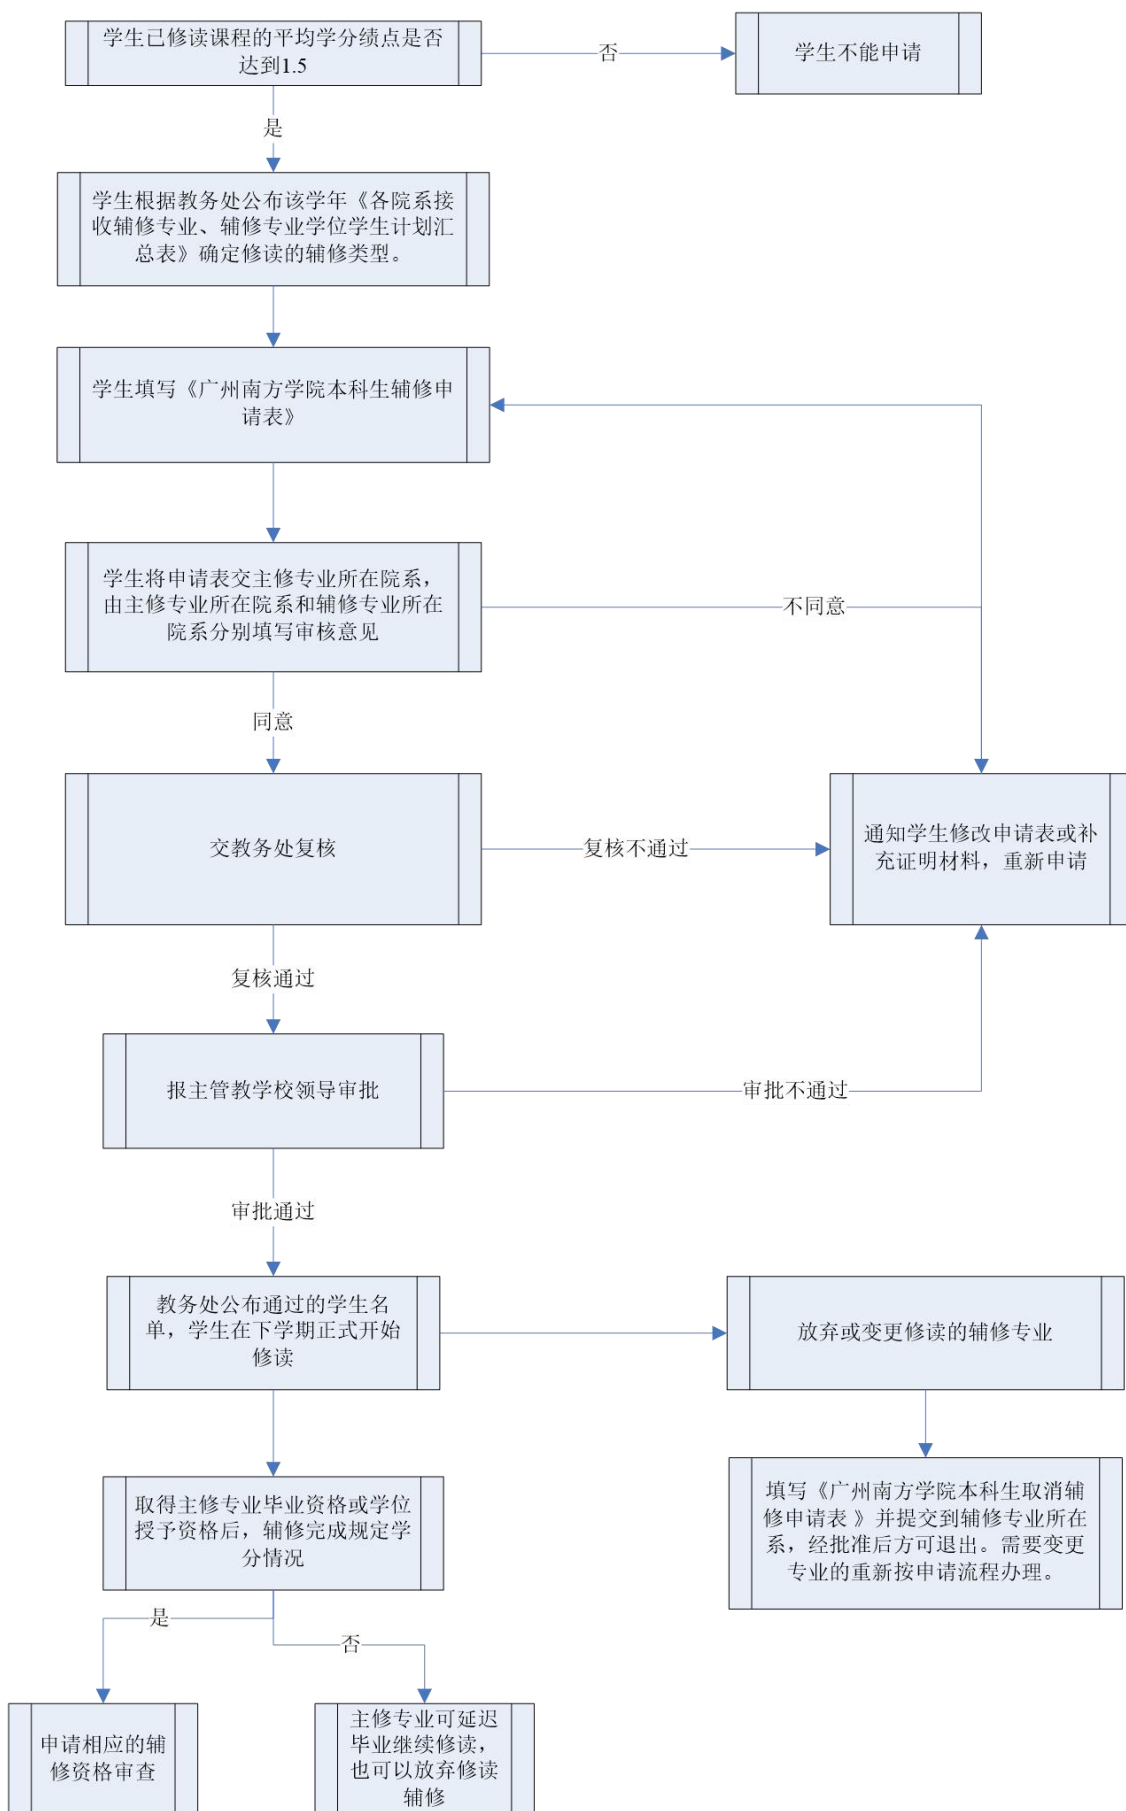 学生已修读课程的平均学分绩点是否
达到1.5
否
学生不能申请
是
学生根据教务处公布该学年《各院系接
收辅修专业、辅修专业学位学生计划汇
总表》确定修读的辅修类型。
学生填写《广州南方学院本科生辅修申
请表》
学生将申请表交主修专业所在院系,
由主修专业所在院系和辅修专业所在
院系分别填写审核意见
不同意
同意
交教务处复核
复核不通过
通知学生修改申请表或补
充证明材料，重新申请
复核通过
报主管教学校领导审批
审批不通过
审批通过
教务处公布通过的学生名
单，学生在下学期正式开始
修读
放弃或变更修读的辅修专业
取得主修专业毕业资格或学位
授予资格后，辅修完成规定学
分情况
填写《广州南方学院本科生取消辅
修申请表 》并提交到辅修专业所在
系，经批准后方可退出。需要变更
专业的重新按申请流程办理。
是
否
申请相应的辅
修资格审查
主修专业可延迟
毕业继续修读，
也可以放弃修读
辅修